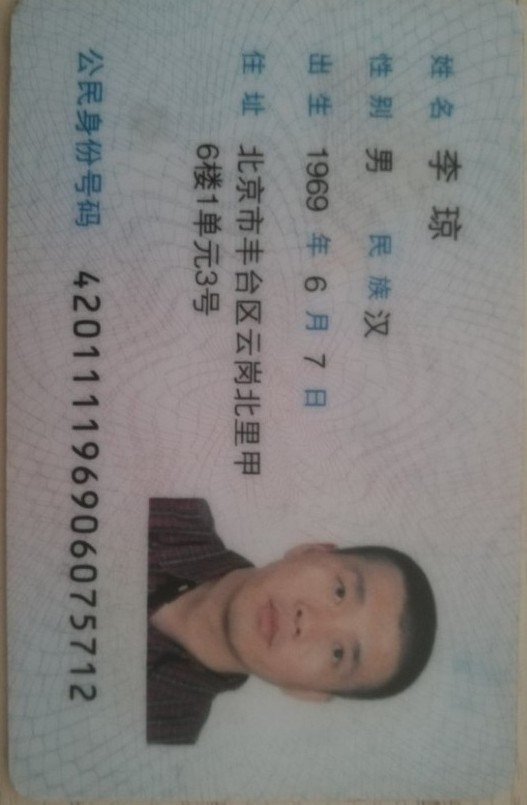 姓名 李琼
性别 男 民族 汉
出生 1969 年 6 月 7 日
住址 北京市丰台区云岗北里甲
6楼1单元3号
公民身份号码 420111196906075712